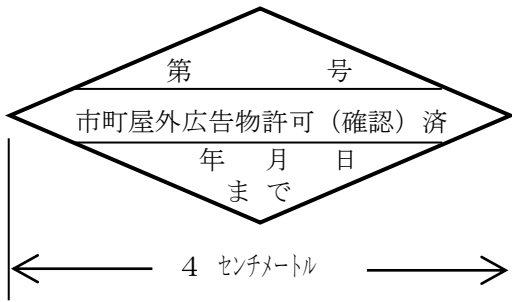 第　　　　　号
市町屋外広告物許可（確認）済
年　月　日
まで
４ ｾﾝﾁﾒｰﾄﾙ